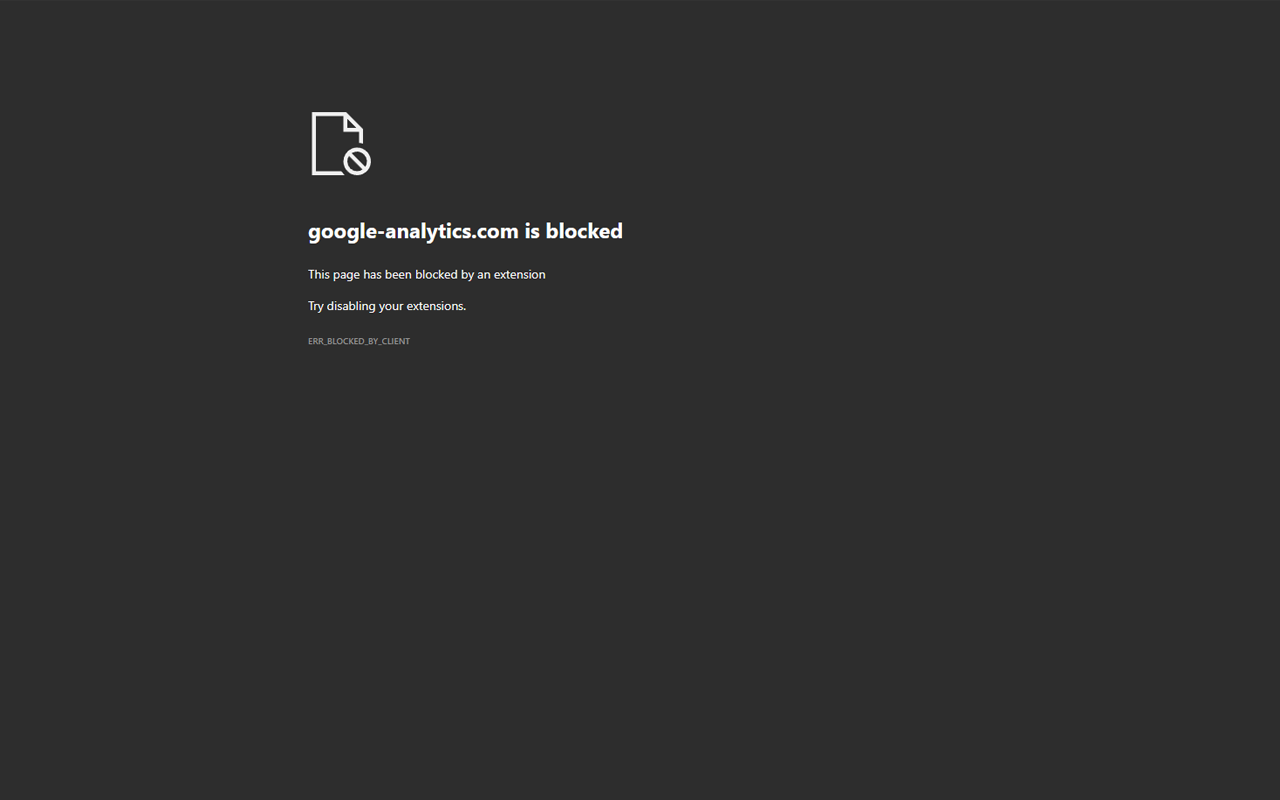 google-analytics.com is blocked
This page has been blocked by an extension
Try disabling your extensions.
ERR_BLOCKED_BY_CLIENT